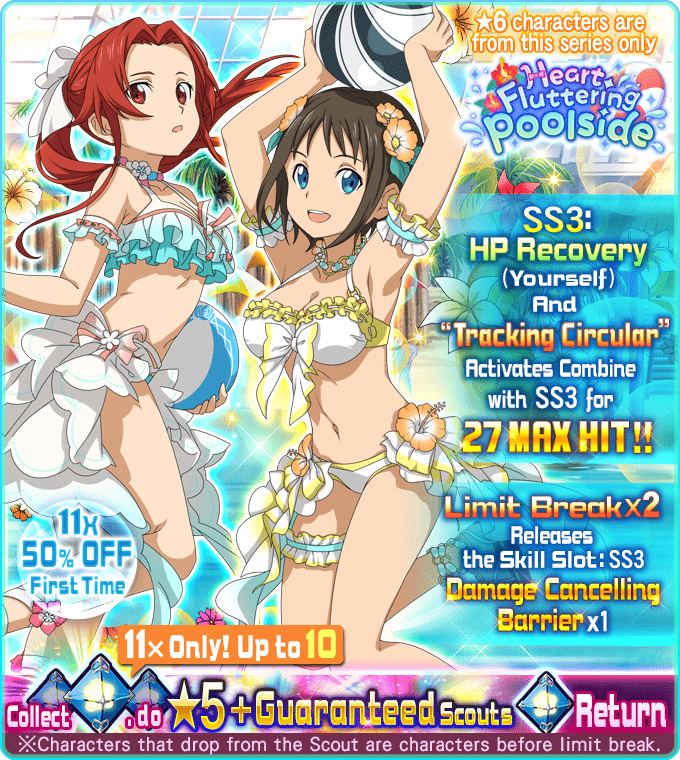 ★6 characters are
from this series only
Heart
Fluttering
Poolside
SS3:
HP Recovery
(Yourself)
And
"Tracking Circular"
Activates Combine
with SS3 for
27 MAX HIT!!
Limit Break×2
Releases
the Skill Slot:SS3
Damage Cancelling
Barrier x1
11x
50% OFF
First Time
11× Only! Up to 10
Collect , do ★5+Guaranteed Scouts Return
※Characters that drop from the Scout are characters before limit break.